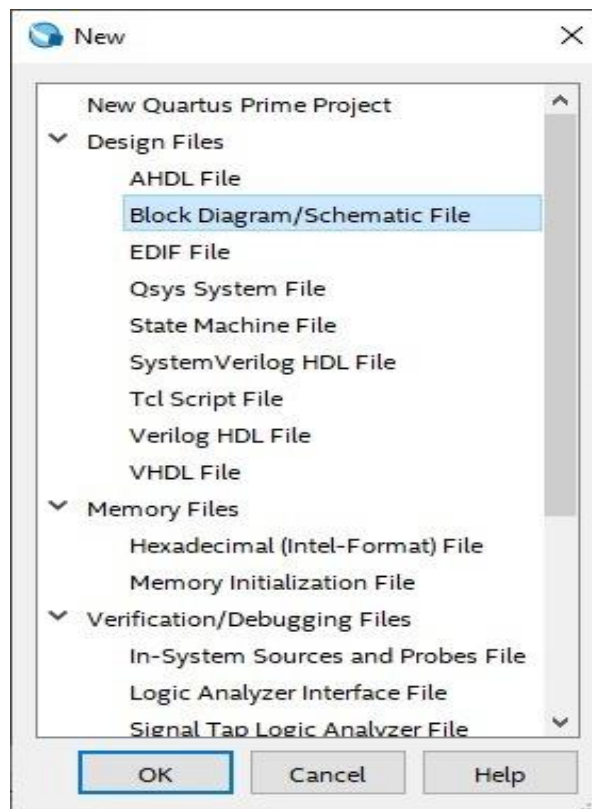 New
New Quartus Prime Project
Design Files
AHDL File
Block Diagram/Schematic File
EDIF File
Qsys System File
State Machine File
SystemVerilog HDL File
Tcl Script File
Verilog HDL File
VHDL File
Memory Files
Hexadecimal (Intel-Format) File
Memory Initialization File
Verification/Debugging Files
In-System Sources and Probes File
Logic Analyzer Interface File
Signal Tap Logic Analyzer File
OK Cancel Help